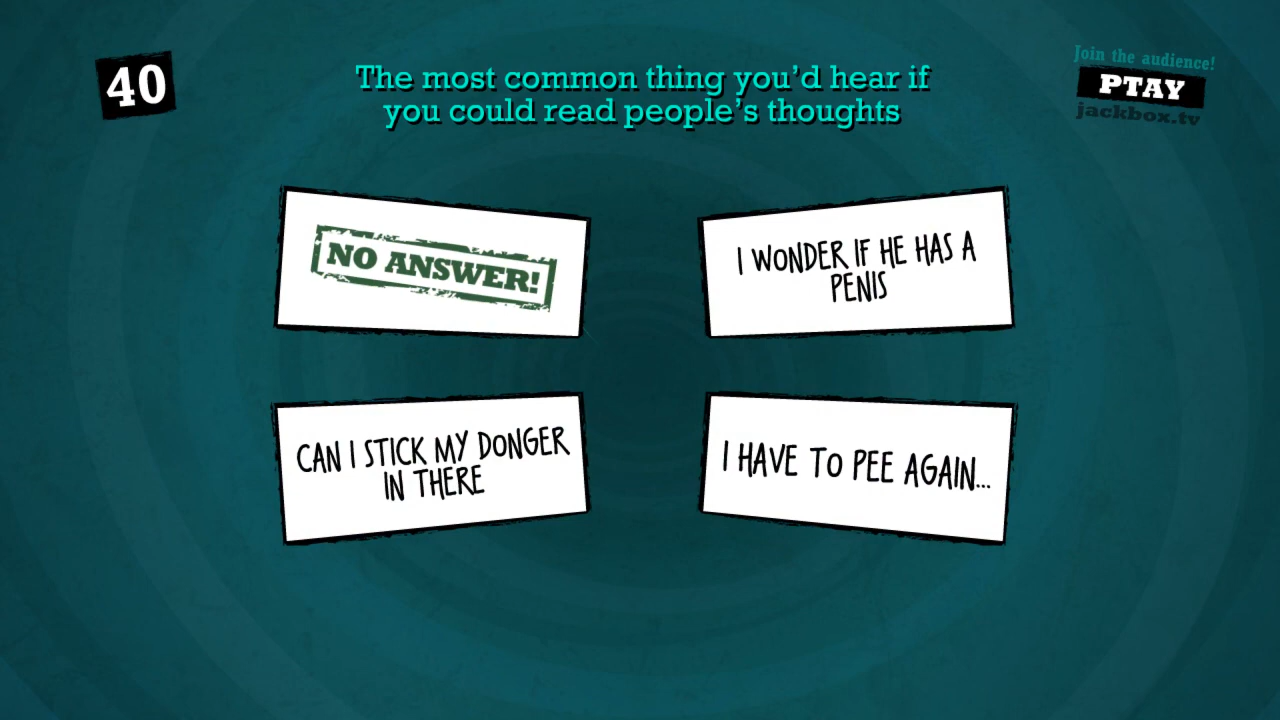 40
The most common thing you'd hear if
you could read people's thoughts
Join the audience!
PTAY
jackbox.tv
NO ANSWER!
I WONDER IF HE HAS A
PENIS
CAN I STICK MY DONGER
IN THERE
I HAVE TO PEE AGAIN...